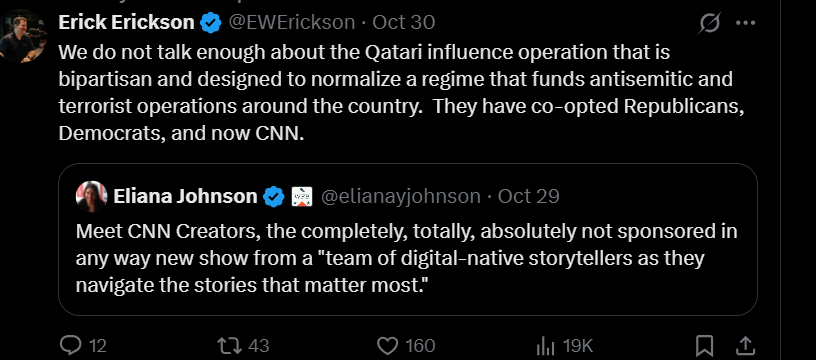 Erick Erickson @EWErickson · Oct 30
We do not talk enough about the Qatari influence operation that is
bipartisan and designed to normalize a regime that funds antisemitic and
terrorist operations around the country.  They have co-opted Republicans,
Democrats, and now CNN.
Eliana Johnson @elianayjohnson · Oct 29
Meet CNN Creators, the completely, totally, absolutely not sponsored in
any way new show from a "team of digital-native storytellers as they
navigate the stories that matter most."
12 43 160 19K